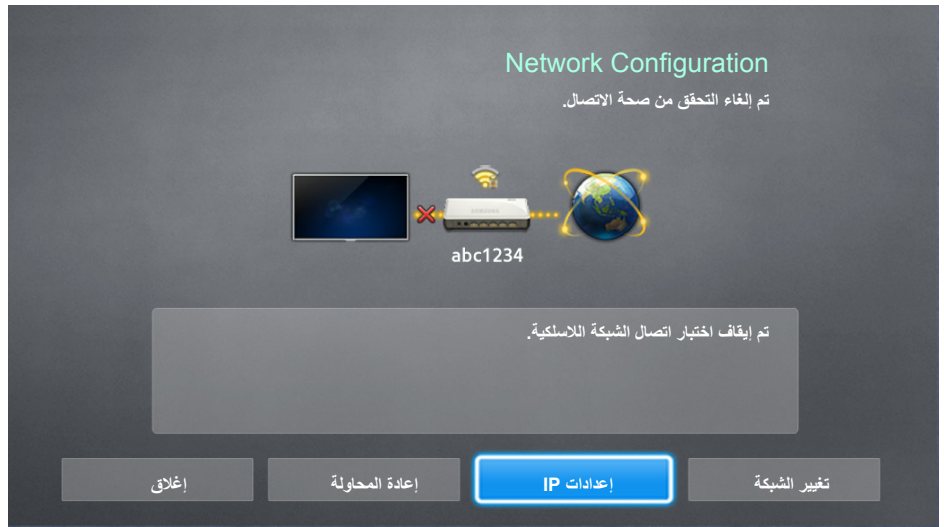 Network Configuration
تم إلغاء التحقق من صحة الاتصال.
SAMSUNG
abc1234
تم إيقاف اختبار اتصال الشبكة اللاسلكية.
تغيير الشبكة
إعدادات IP
إعادة المحاولة
إغلاق